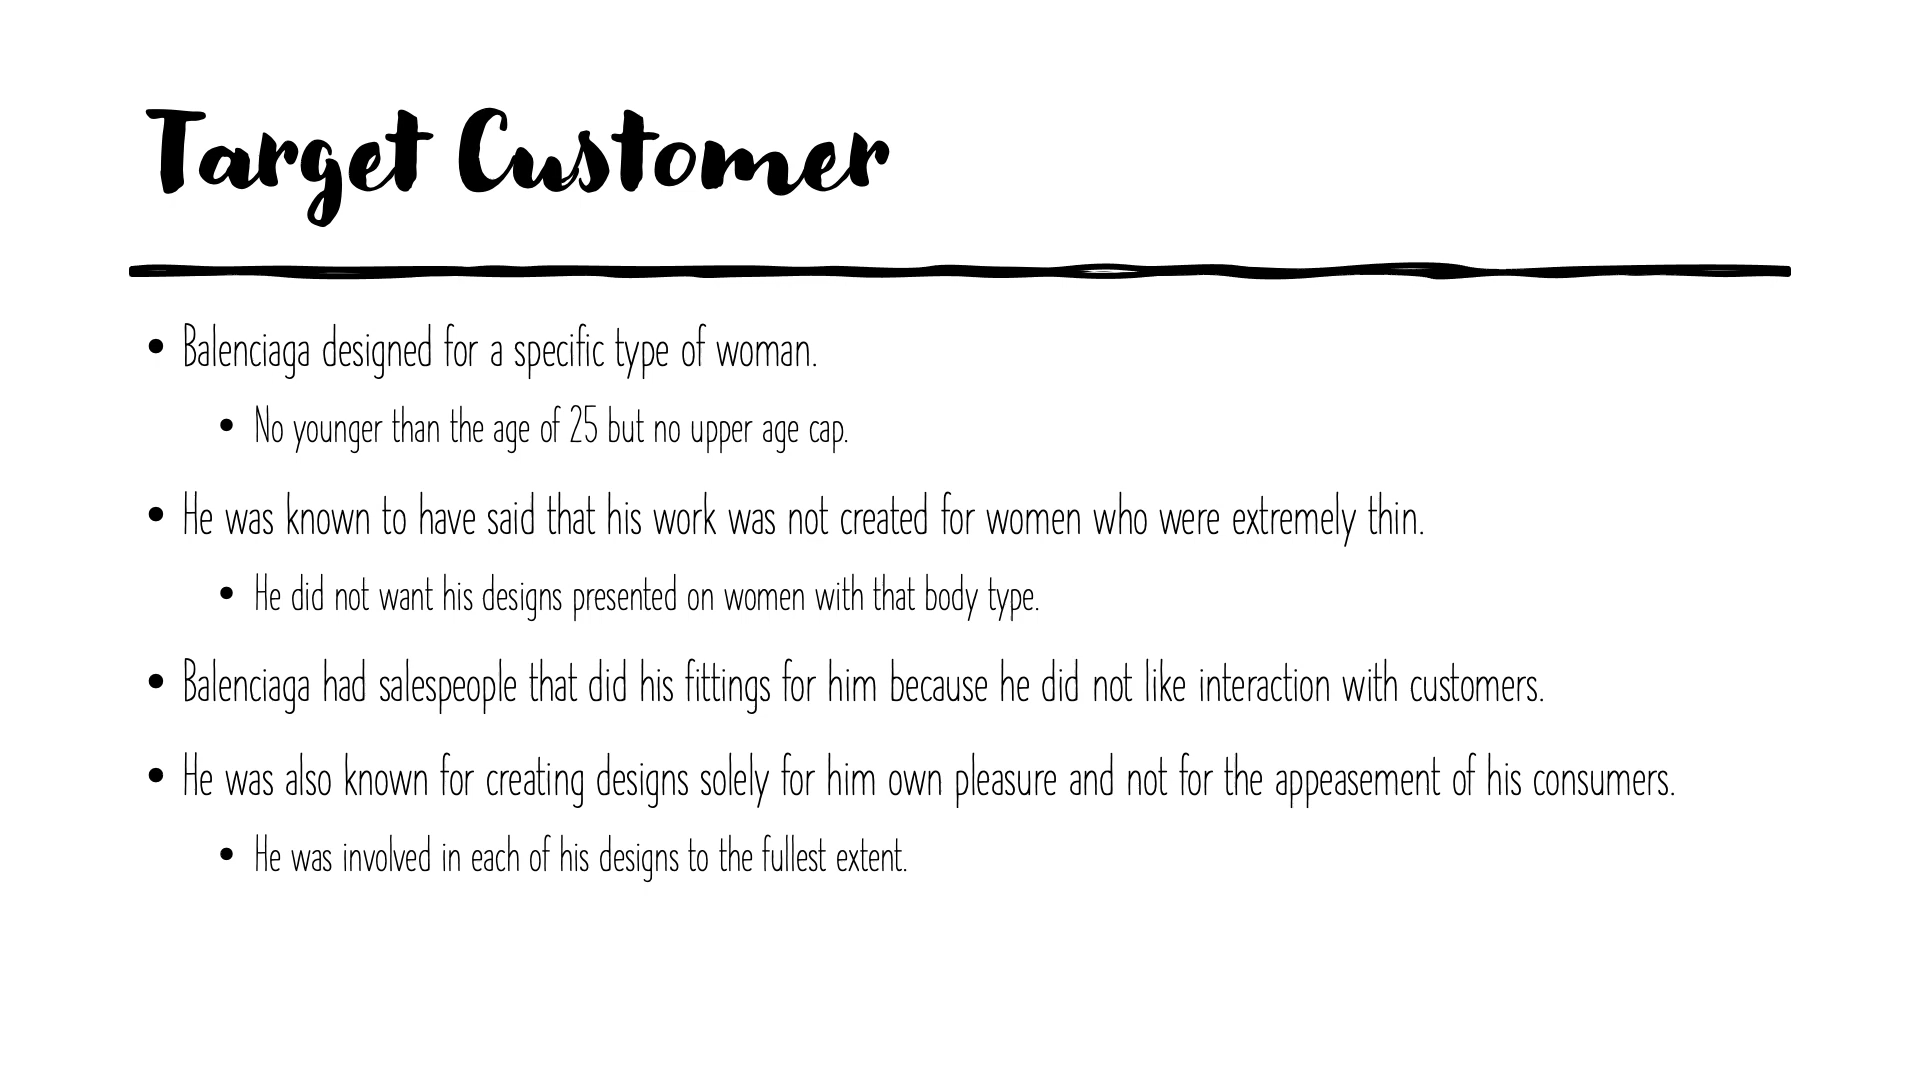 Target Customer
• Balenciaga designed for a specific type of woman.
• No younger than the age of 25 but no upper age cap.
• He was known to have said that his work was not created for women who were extremely thin.
• He did not want his designs presented on women with that body type.
• Balenciaga had salespeople that did his fittings for him because he did not like interaction with customers.
• He was also known for creating designs solely for him own pleasure and not for the appeasement of his consumers.
• He was involved in each of his designs to the fullest extent.